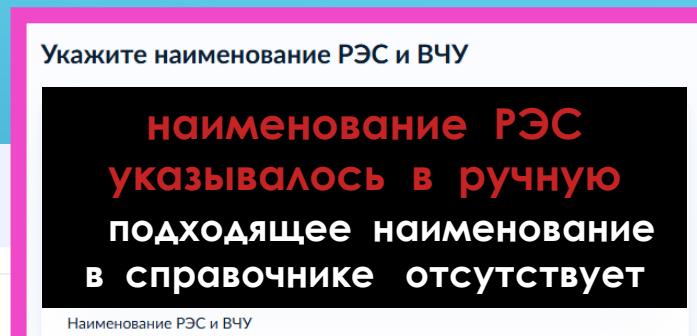 Укажите наименование РЭС и ВЧУ
наименование РЭС
указывалось в ручную
подходящее наименование
в справочнике отсутствует
Наименование РЭС и ВЧУ